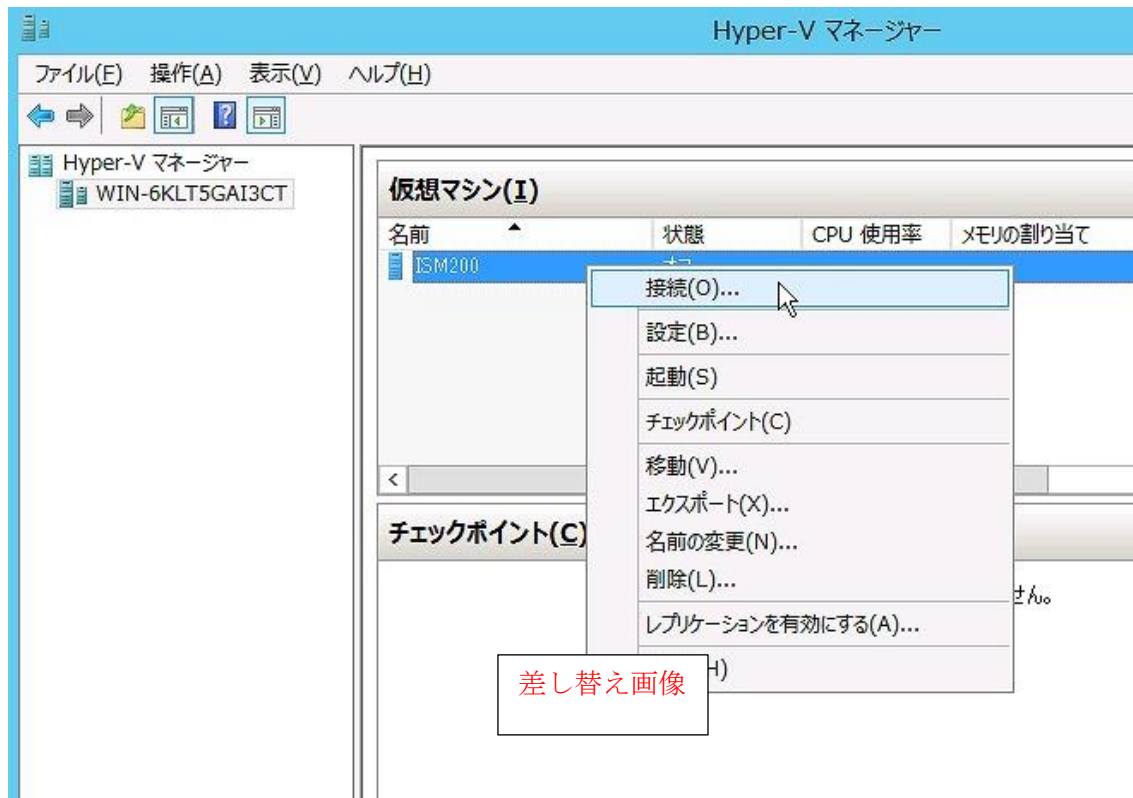 Hyper-V マネージャー
ファイル(F) 操作(A) 表示(V) ヘルプ(H)
Hyper-V マネージャー
WIN-6KLT5GAI3CT
仮想マシン(I)
名前 状態 CPU 使用率 メモリの割り当て
ISM200
接続(O)...
設定(B)...
起動(S)
チェックポイント(C)
移動(V)...
エクスポート(X)...
名前の変更(N)...
削除(L)...
レプリケーションを有効にする(A)...
H)
チェックポイント(C)
せん。
差し替え画像